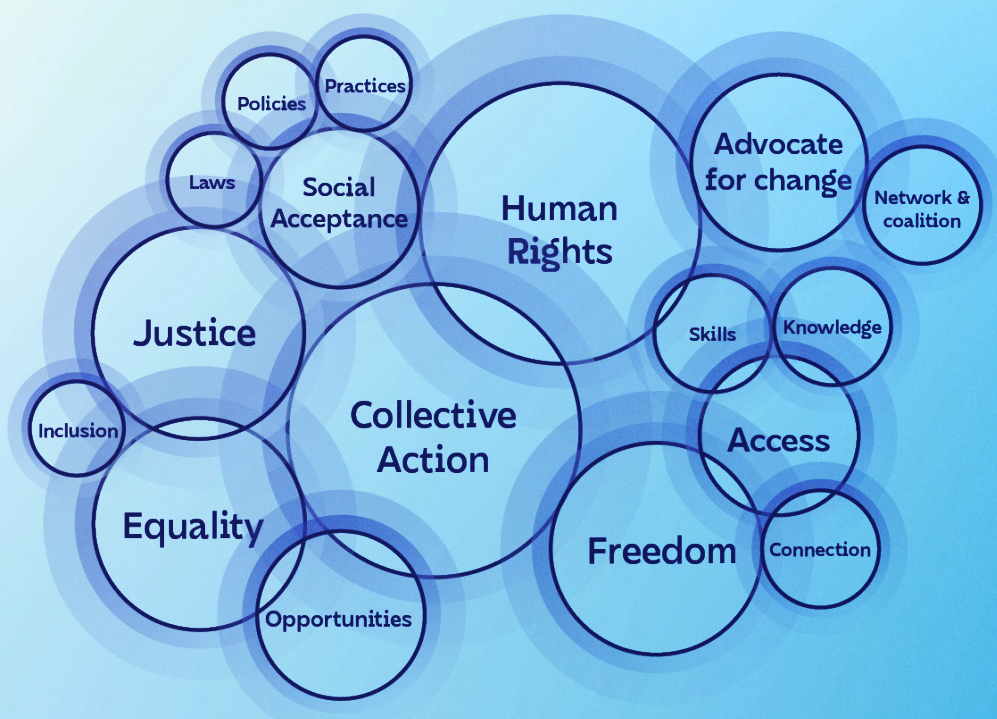 Practices
Policies
Laws
Social
Acceptance
Human
Rights
Advocate
for change
Network &
coalition
Justice
Skills
Knowledge
Inclusion
Collective
Action
Access
Equality
Freedom
Connection
Opportunities